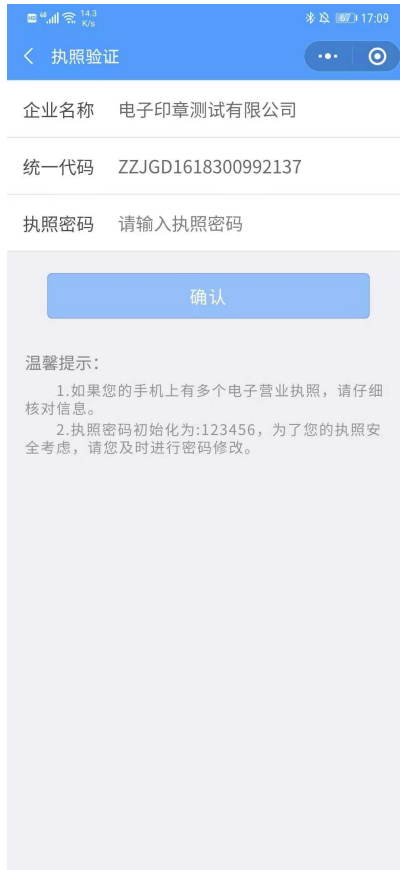 HD 46 14.3 K/s 67 17:09
执照验证
企业名称 电子印章测试有限公司
统一代码 ZZJGD1618300992137
执照密码 请输入执照密码
确认
温馨提示：
1.如果您的手机上有多个电子营业执照，请仔细
核对信息。
2.执照密码初始化为:123456，为了您的执照安
全考虑，请您及时进行密码修改。